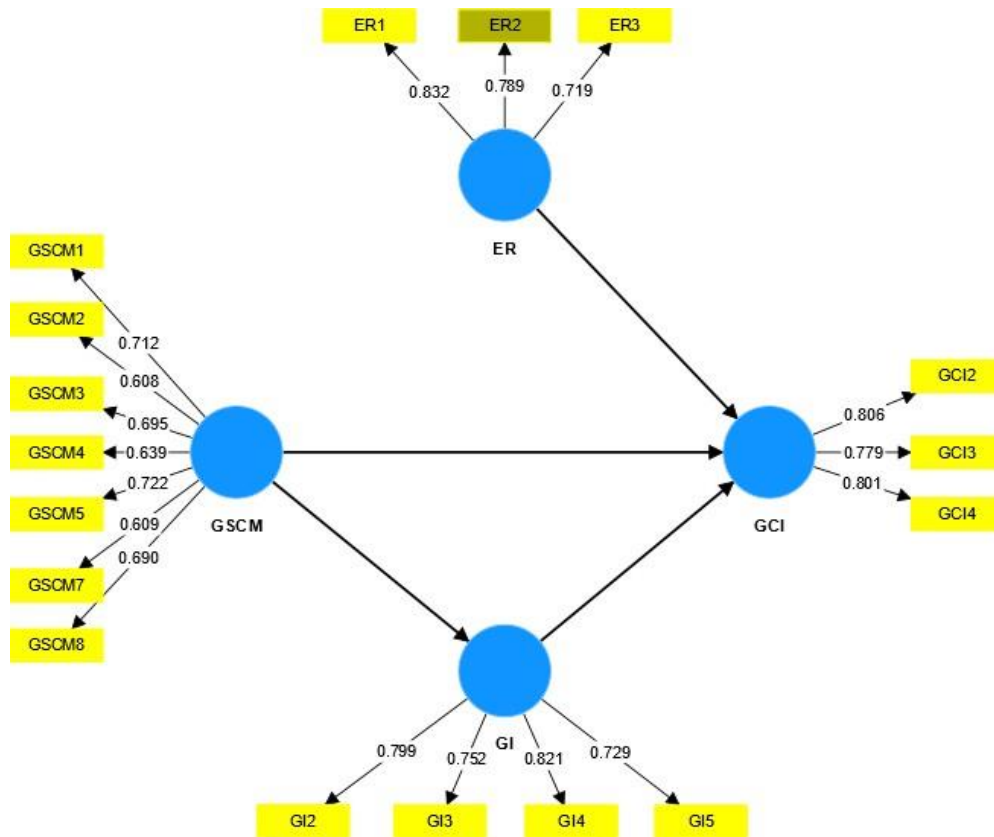 ER1 ER2 ER3
0.832 0.789 0.719
ER
GSCM1
GSCM2
GSCM3
GSCM4
GSCM5
GSCM7
GSCM8
0.712
0.608
0.695
0.639
0.722
0.609
0.690
GSCM
GCI
0.806
0.779
0.801
GCI2
GCI3
GCI4
GI
0.799 0.752 0.821 0.729
GI2 GI3 GI4 GI5